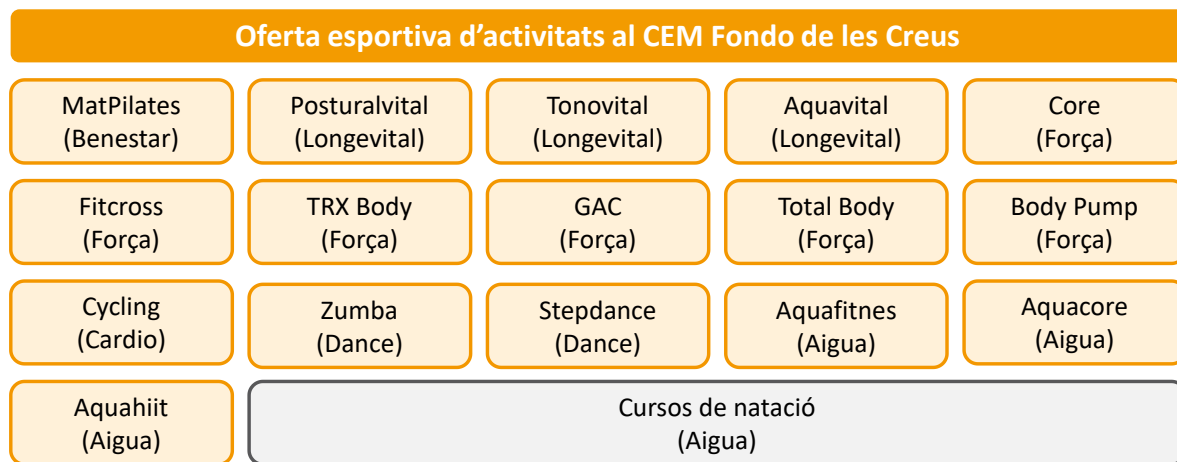 Oferta esportiva d’activitats al CEM Fondo de les Creus
MatPilates
(Benestar)
Posturalvital
(Longevital)
Tonovital
(Longevital)
Aquavital
(Longevital)
Core
(Força)
Fitcross
(Força)
TRX Body
(Força)
GAC
(Força)
Total Body
(Força)
Body Pump
(Força)
Cycling
(Cardio)
Zumba
(Dance)
Stepdance
(Dance)
Aquafitnes
(Aigua)
Aquacore
(Aigua)
Aquahiit
(Aigua)
Cursos de natació
(Aigua)